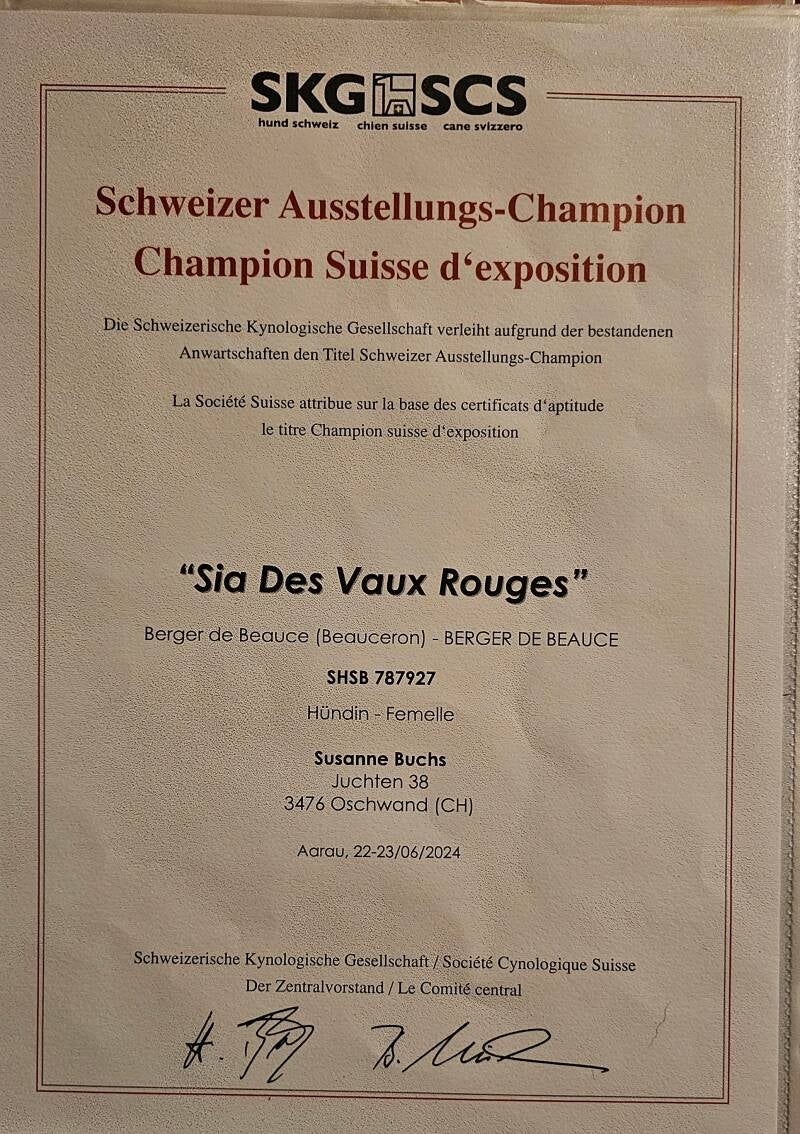 SKG SCS
hund schweiz chien suisse cane svizzero
Schweizer Ausstellungs-Champion
Champion Suisse d‘exposition
Die Schweizerische Kynologische Gesellschaft verleiht aufgrund der bestandenen
Anwartschaften den Titel Schweizer Ausstellungs-Champion
La Société Suisse attribue sur la base des certificats d‘aptitude
le titre Champion suisse d‘exposition
“Sia Des Vaux Rouges”
Berger de Beauce (Beauceron) - BERGER DE BEAUCE
SHSB 787927
Hündin - Femelle
Susanne Buchs
Juchten 38
3476 Oschwand (CH)
Aarau, 22-23/06/2024
Schweizerische Kynologische Gesellschaft / Société Cynologique Suisse
Der Zentralvorstand / Le Comité central